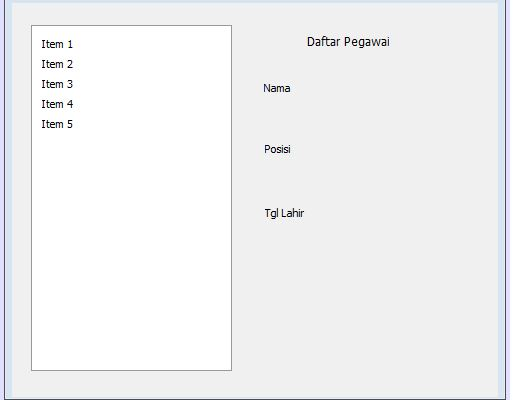 Item 1
Item 2
Item 3
Item 4
Item 5
Daftar Pegawai
Nama
Posisi
Tgl Lahir